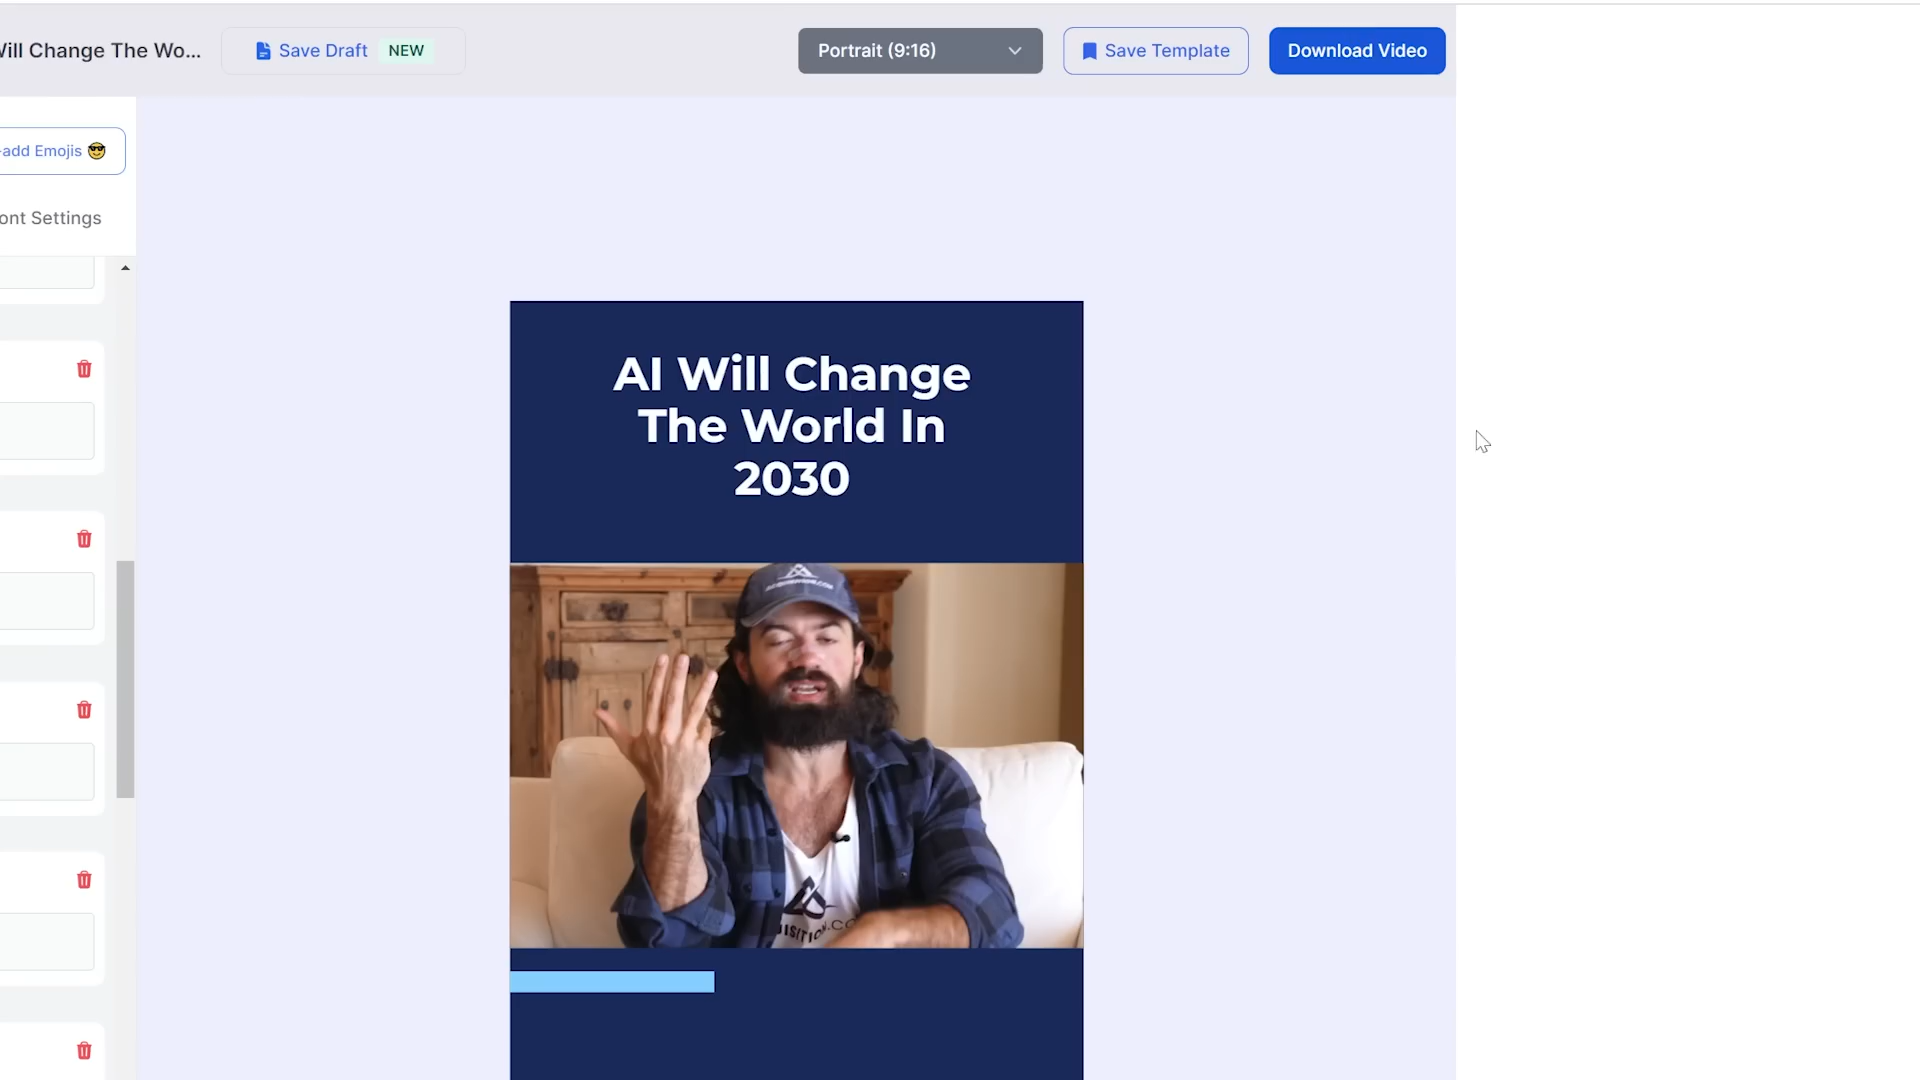 Will Change The Wo...
Save Draft NEW
Portrait (9:16)
Save Template
Download Video
add Emojis
ont Settings
AI Will Change
The World In
2030